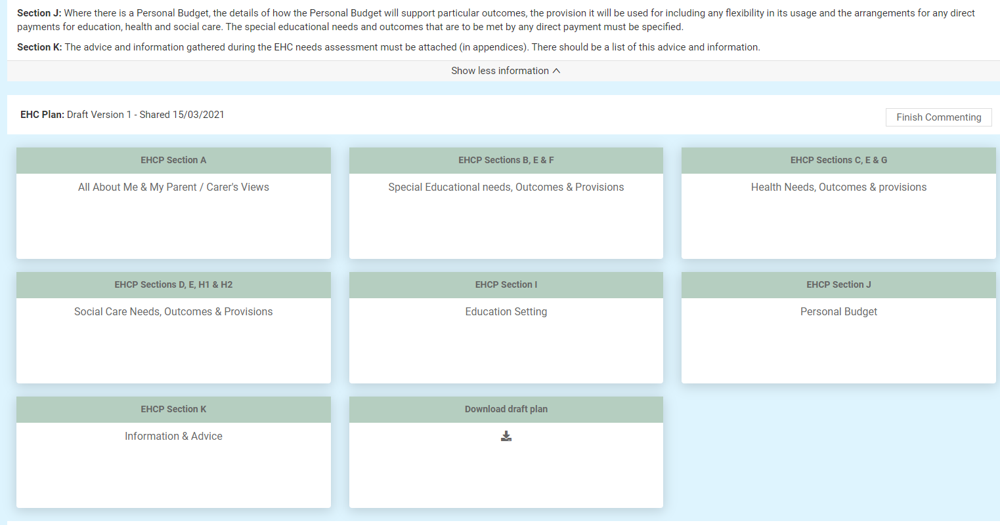 Section J: Where there is a Personal Budget, the details of how the Personal Budget will support particular outcomes, the provision it will be used for including any flexibility in its usage and the arrangements for any direct
payments for education, health and social care. The special educational needs and outcomes that are to be met by any direct payment must be specified.
Section K: The advice and information gathered during the EHC needs assessment must be attached (in appendices). There should be a list of this advice and information.
Show less information
EHC Plan: Draft Version 1 - Shared 15/03/2021
Finish Commenting
EHCP Section A
All About Me & My Parent / Carer's Views
EHCP Sections B, E & F
Special Educational needs, Outcomes & Provisions
EHCP Sections C, E & G
Health Needs, Outcomes & provisions
EHCP Sections D, E, H1 & H2
Social Care Needs, Outcomes & Provisions
EHCP Section I
Education Setting
EHCP Section J
Personal Budget
EHCP Section K
Information & Advice
Download draft plan